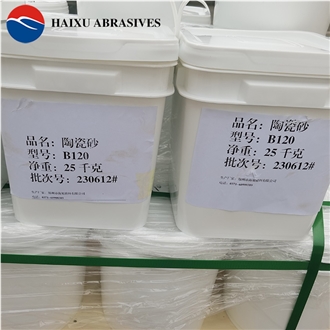 HAIXU ABRASIVES
品名：陶瓷砂
型号：B120
净重：25 千克
批次号：230612#
品名：陶瓷砂
型号：B120
净重：25 千克
批次号：230612#